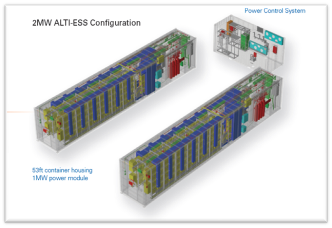 Power Control System
2MW ALTI-ESS Configuration
53ft container housing
1MW power module